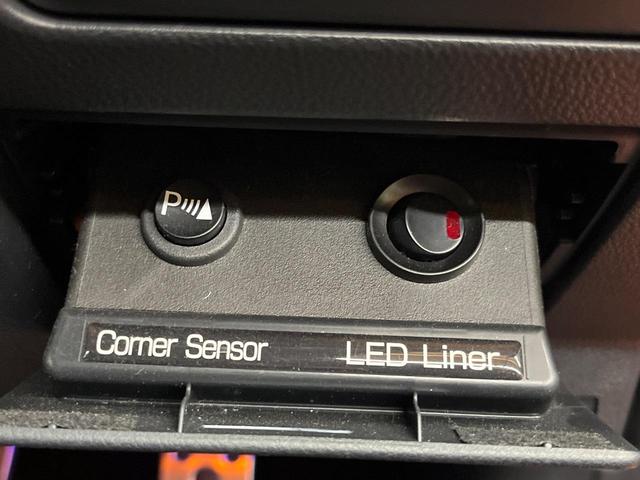 P
Corner Sensor
LED Liner